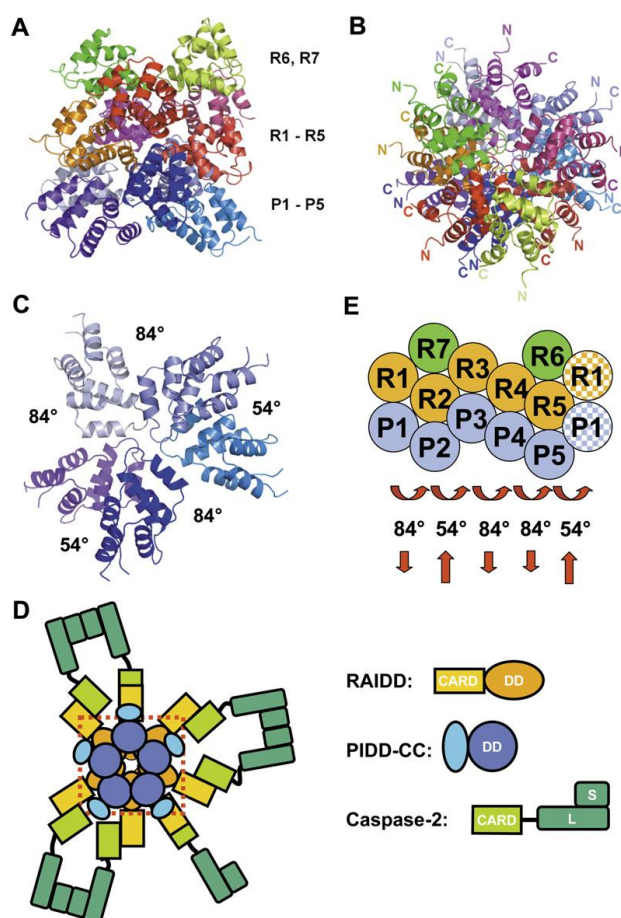 A
R6, R7
R1 - R5
P1 - P5
B
N
C
N
C
N
N
C
C
N
C
C
N
N
C
N
C
C
N
C
N
C
N
C
N
C
84°
84°
54°
84°
54°
E
R7
R3
R6
R1
R1
R2
R4
R5
P1
P3
P1
P2
P4
P5
84° 54° 84° 84° 54°
D
RAIDD: CARD DD
PIDD-CC: DD
Caspase-2: CARD L S